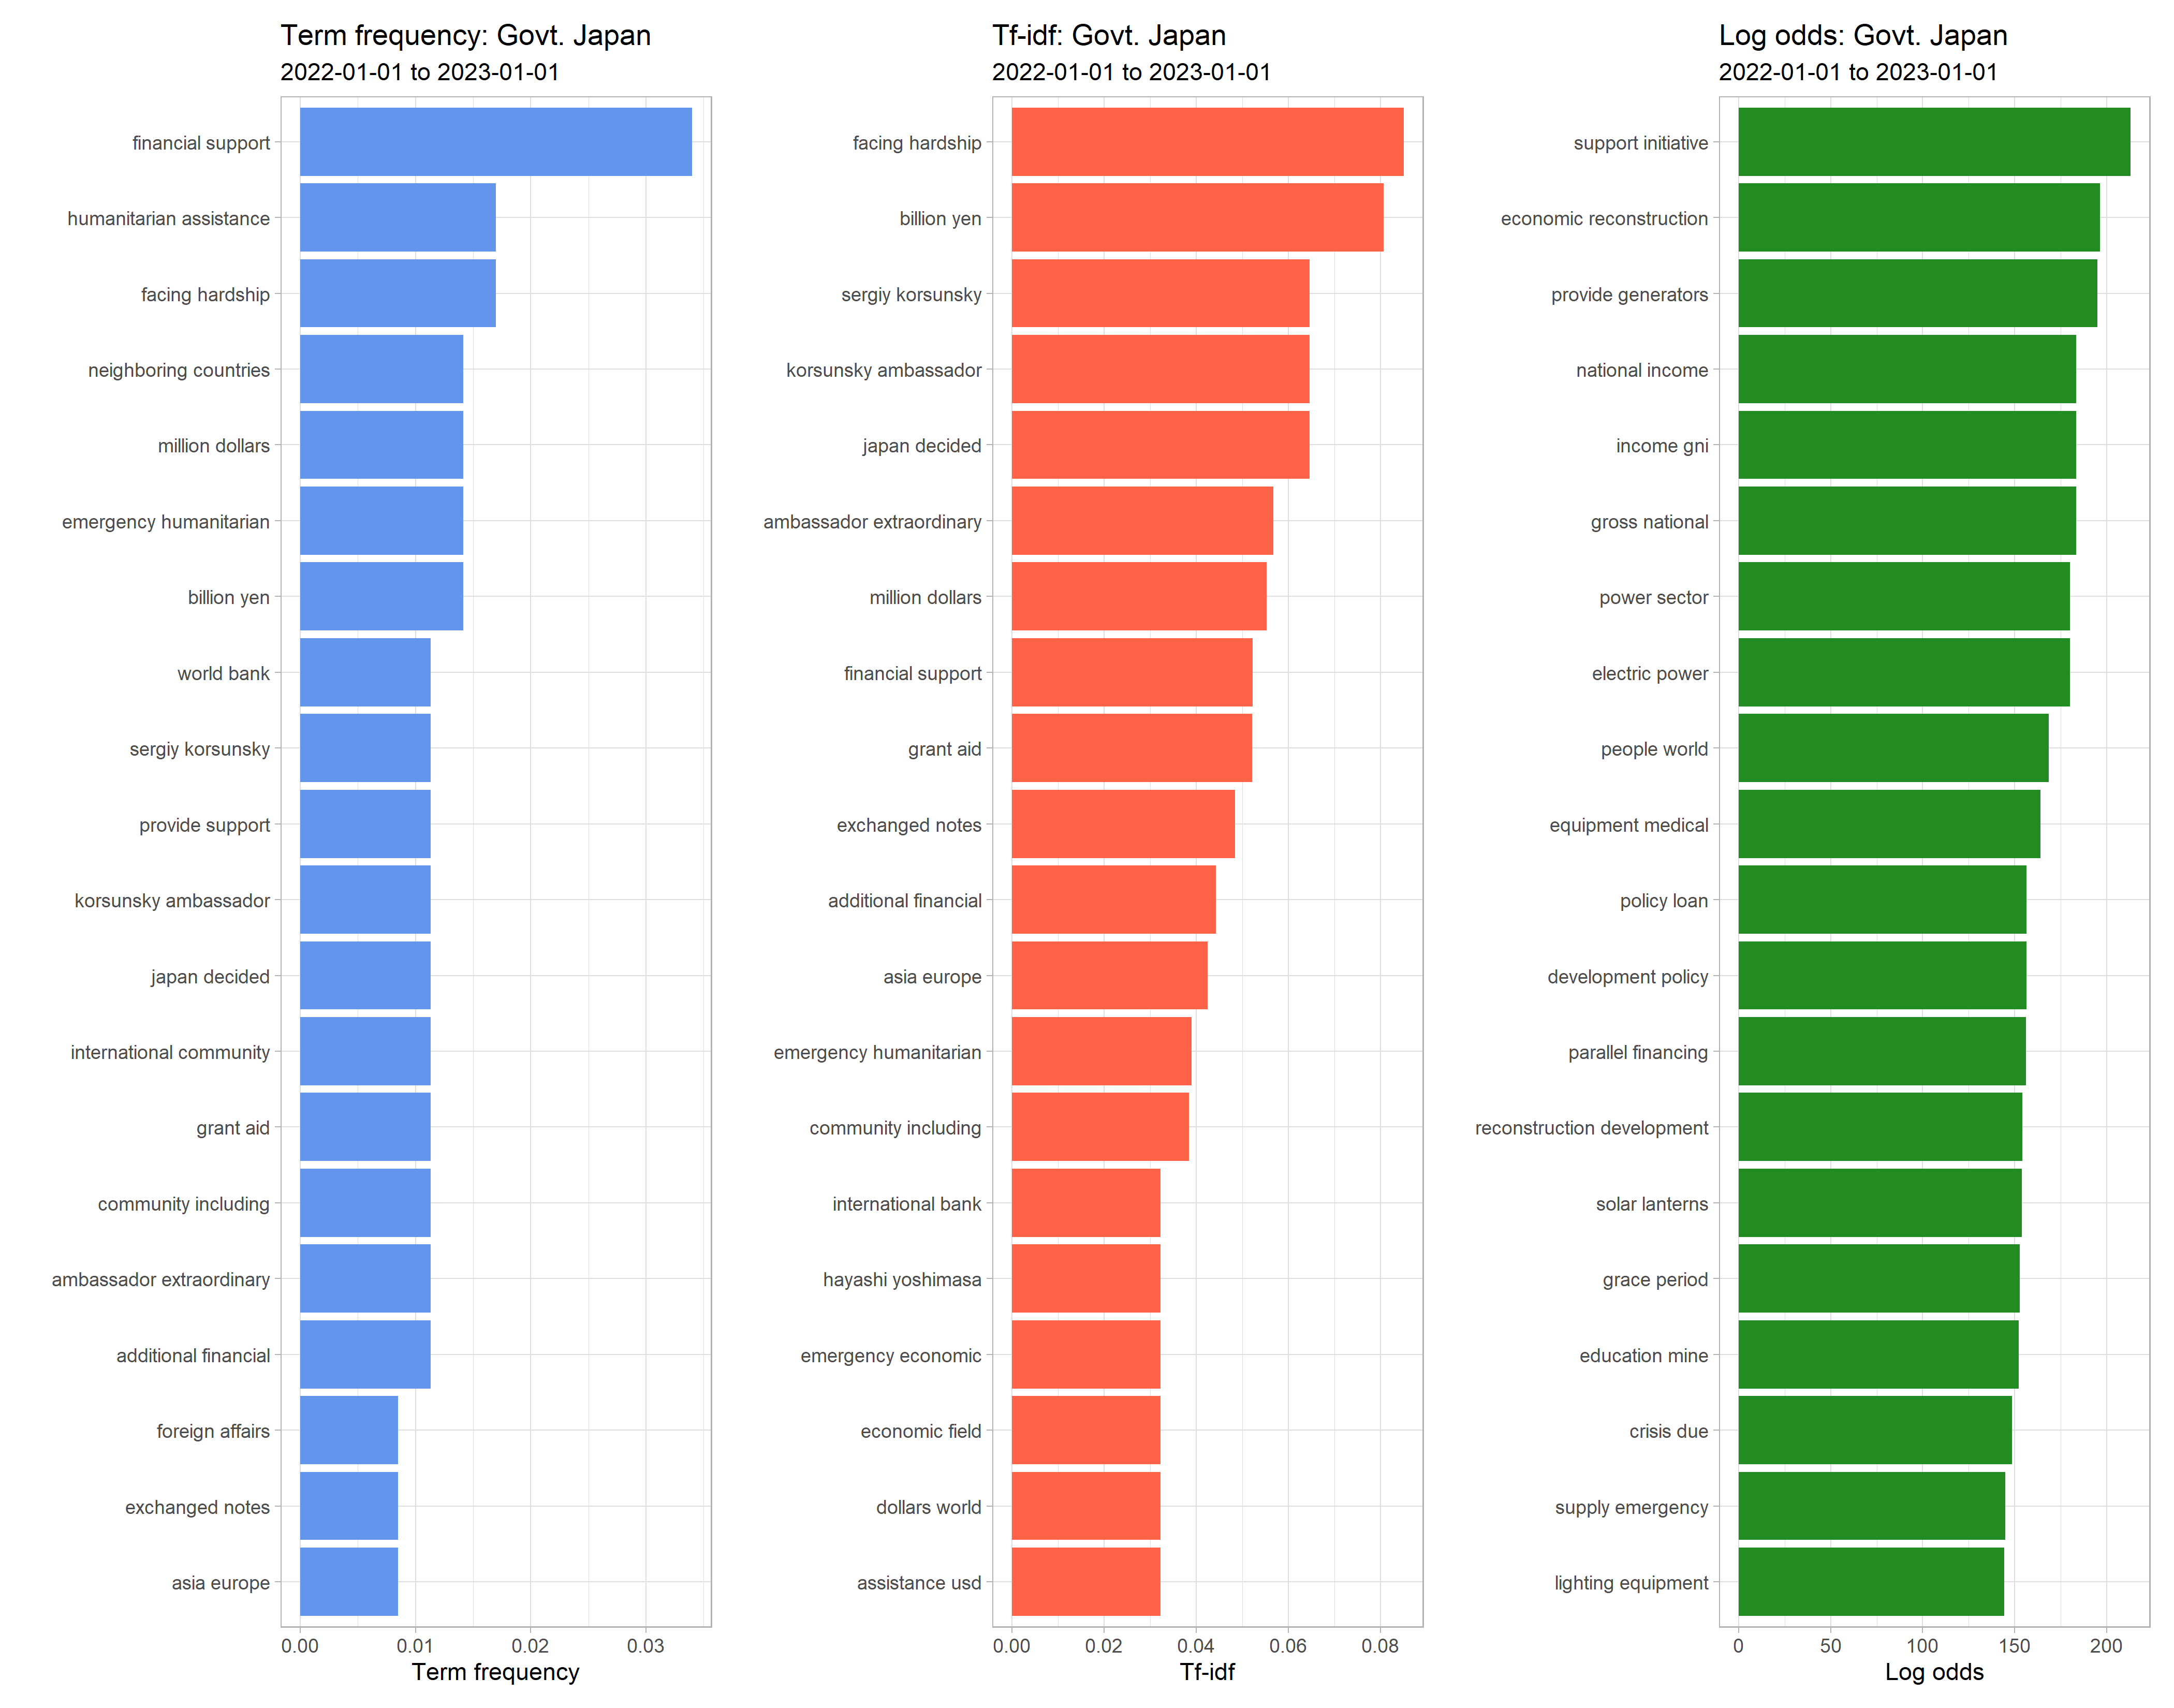 Term frequency: Govt. Japan
2022-01-01 to 2023-01-01
financial support
humanitarian assistance
facing hardship
neighboring countries
million dollars
emergency humanitarian
billion yen
world bank
sergiy korsunsky
provide support
korsunsky ambassador
japan decided
international community
grant aid
community including
ambassador extraordinary
additional financial
foreign affairs
exchanged notes
asia europe
0.00 0.01 0.02 0.03
Term frequency
Tf-idf: Govt. Japan
2022-01-01 to 2023-01-01
facing hardship
billion yen
sergiy korsunsky
korsunsky ambassador
japan decided
ambassador extraordinary
million dollars
financial support
grant aid
exchanged notes
additional financial
asia europe
emergency humanitarian
community including
international bank
hayashi yoshimasa
emergency economic
economic field
dollars world
assistance usd
0.00 0.02 0.04 0.06 0.08
Tf-idf
Log odds: Govt. Japan
2022-01-01 to 2023-01-01
support initiative
economic reconstruction
provide generators
national income
income gni
gross national
power sector
electric power
people world
equipment medical
policy loan
development policy
parallel financing
reconstruction development
solar lanterns
grace period
education mine
crisis due
supply emergency
lighting equipment
0 50 100 150 200
Log odds